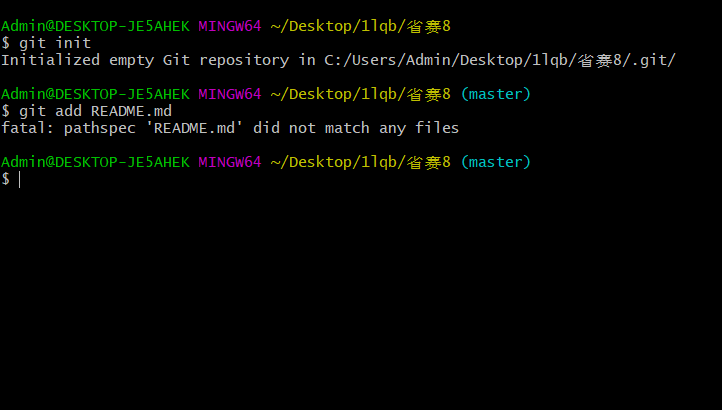 Admin@DESKTOP-JE5AHEK MINGW64 ~/Desktop/1lqb/省赛8
$ git init
Initialized empty Git repository in C:/Users/Admin/Desktop/1lqb/省赛8/.git/
Admin@DESKTOP-JE5AHEK MINGW64 ~/Desktop/1lqb/省赛8 (master)
$ git add README.md
fatal: pathspec 'README.md' did not match any files
Admin@DESKTOP-JE5AHEK MINGW64 ~/Desktop/1lqb/省赛8 (master)
$